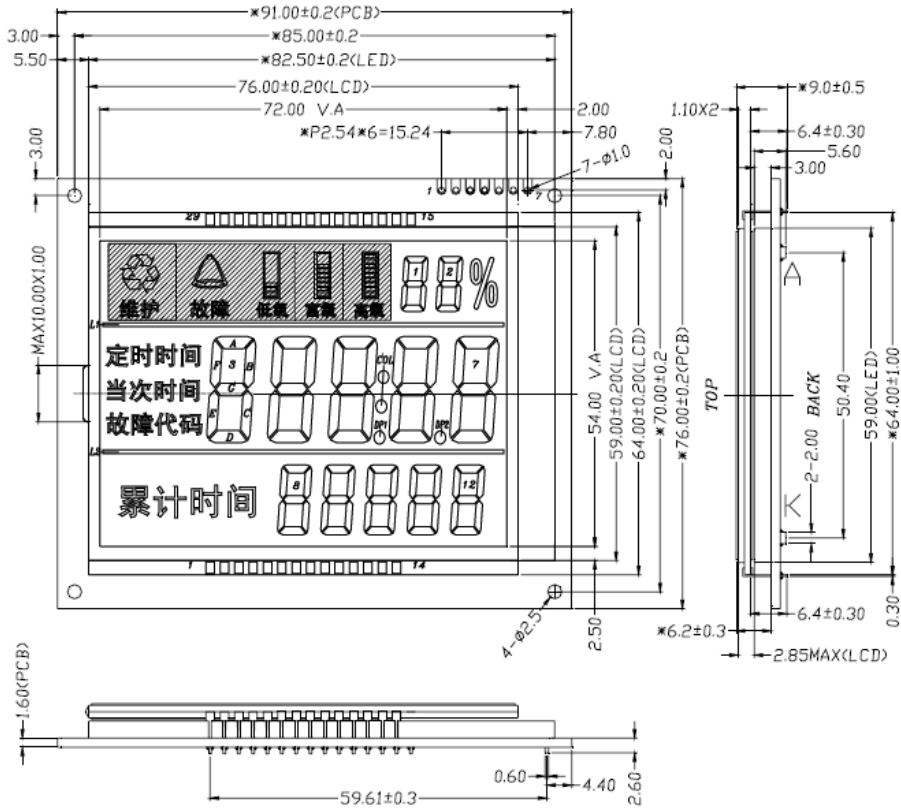 *91.00±0.2(PCB)
3.00
*85.00±0.2
5.50
*82.50±0.2(LED)
76.00±0.20(LCD)
72.00 V.A
2.00
*P2.54*6=15.24
7.80
7-Φ1.0
2.00
3.00
1
7
29
15
1
2
%
维护
故障
低氧
富氧
高氧
L1
定时时间
当次时间
故障代码
A
F
3
B
G
E
C
D
COL
7
DP1
DP2
L2
累计时间
8
12
1
14
MAX10.00X1.00
54.00 V.A
59.00±0.20(LCD)
64.00±0.20(LCD)
*70.00±0.2
*76.00±0.2(PCB)
4-Φ2.5
2.50
*9.0±0.5
1.10X2
6.4±0.30
5.60
3.00
A
TOP
2-2.00 BACK
50.40
59.00(LED)
*64.00±1.00
K
0.30
6.4±0.30
*6.2±0.3
2.85MAX(LCD)
1.60(PCB)
0.60
4.40
2.60
59.61±0.3